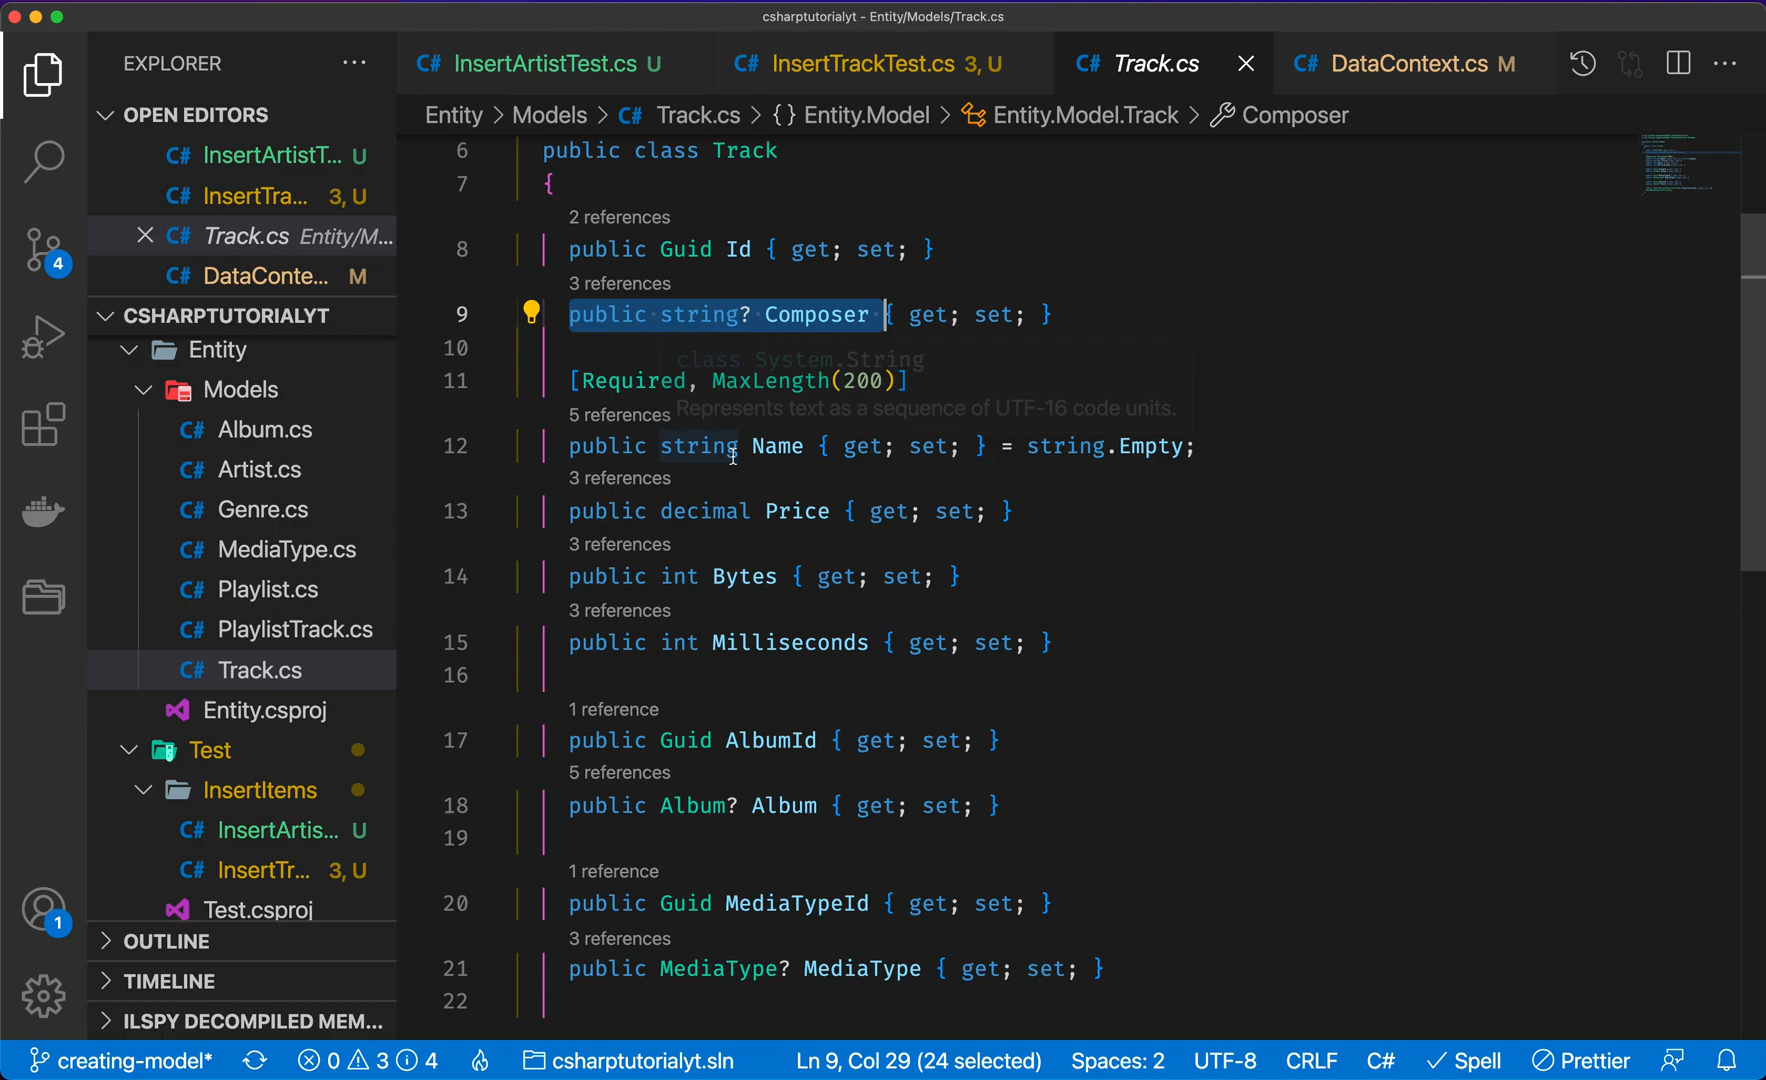 csharptutorialyt - Entity/Models/Track.cs
EXPLORER ···
C# InsertArtistTest.cs U
C# InsertTrackTest.cs 3, U
C# Track.cs
C# DataContext.cs M
Entity > Models > C# Track.cs > {} Entity.Model > Entity.Model.Track > Composer
OPEN EDITORS
C# InsertArtistT... U
C# InsertTra... 3, U
C# Track.cs Entity/M...
C# DataConte... M
CSHARPTUTORIALYT
Entity
Models
C# Album.cs
C# Artist.cs
C# Genre.cs
C# MediaType.cs
C# Playlist.cs
C# PlaylistTrack.cs
C# Track.cs
Entity.csproj
Test
InsertItems
C# InsertArtis... U
C# InsertTr... 3, U
Test.csproj
OUTLINE
TIMELINE
ILSPY DECOMPILED MEM...
4
1
6 public class Track
7 {
2 references
8 public Guid Id { get; set; }
3 references
9 public string? Composer { get; set; }
10
class System.String
11 [Required, MaxLength(200)]
5 references
Represents text as a sequence of UTF-16 code units.
12 public string Name { get; set; } = string.Empty;
3 references
13 public decimal Price { get; set; }
3 references
14 public int Bytes { get; set; }
3 references
15 public int Milliseconds { get; set; }
16
1 reference
17 public Guid AlbumId { get; set; }
5 references
18 public Album? Album { get; set; }
19
1 reference
20 public Guid MediaTypeId { get; set; }
3 references
21 public MediaType? MediaType { get; set; }
22
creating-model* 0 3 4 csharptutorialyt.sln Ln 9, Col 29 (24 selected) Spaces: 2 UTF-8 CRLF C# Spell Prettier